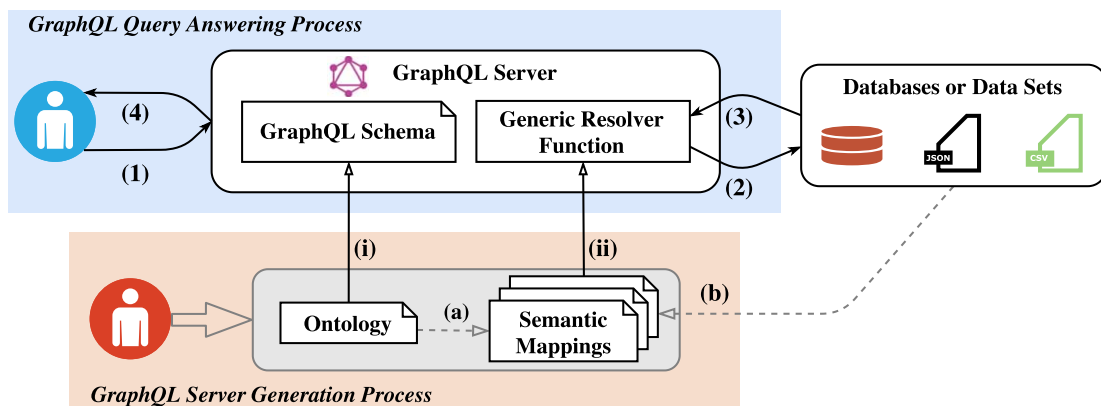 GraphQL Query Answering Process
GraphQL Server
Databases or Data Sets
(4)
(1)
GraphQL Schema
Generic Resolver
Function
(3)
(2)
JSON
CSV
(i)
(ii)
(b)
Ontology
(a)
Semantic
Mappings
GraphQL Server Generation Process